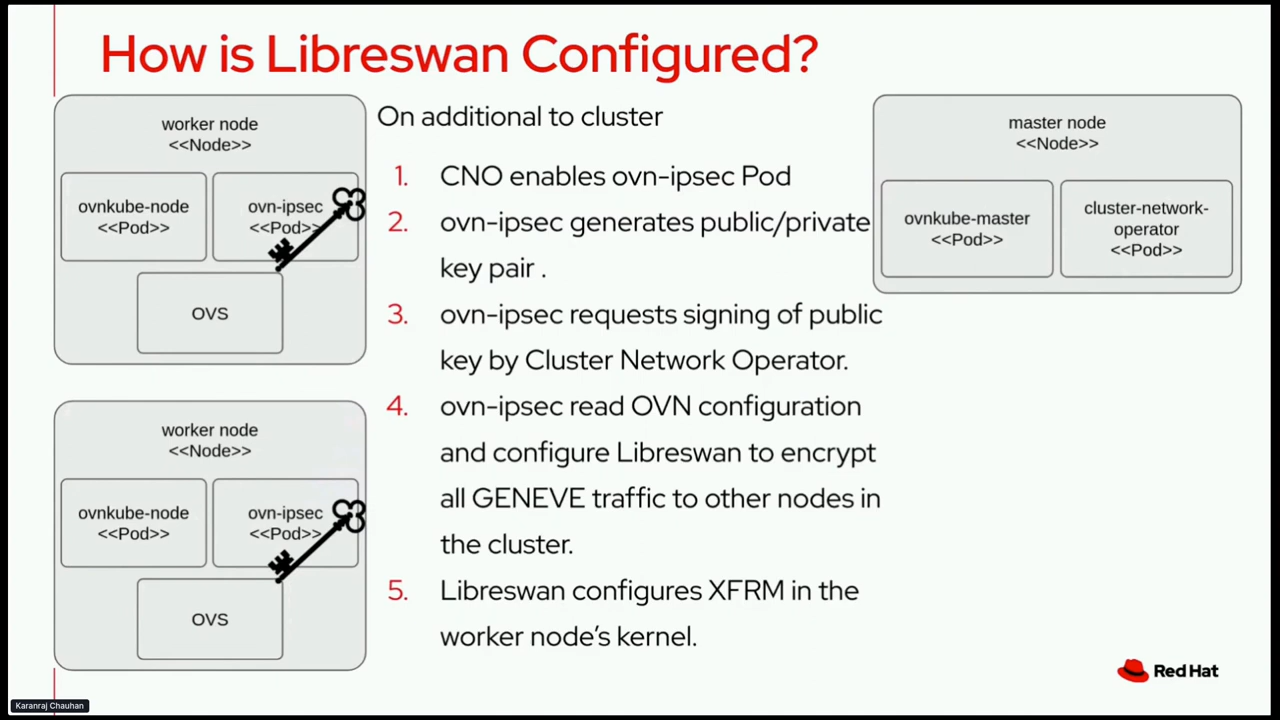 How is Libreswan Configured?
worker node
<<Node>>
ovnkube-node
<<Pod>>
ovn-ipsec
<<Pod>>
OVS
worker node
<<Node>>
ovnkube-node
<<Pod>>
ovn-ipsec
<<Pod>>
OVS
On additional to cluster
1. CNO enables ovn-ipsec Pod
2. ovn-ipsec generates public/private
key pair .
3. ovn-ipsec requests signing of public
key by Cluster Network Operator.
4. ovn-ipsec read OVN configuration
and configure Libreswan to encrypt
all GENEVE traffic to other nodes in
the cluster.
5. Libreswan configures XFRM in the
worker node’s kernel.
master node
<<Node>>
ovnkube-master
<<Pod>>
cluster-network-
operator
<<Pod>>
Red Hat
Karanraj Chauhan